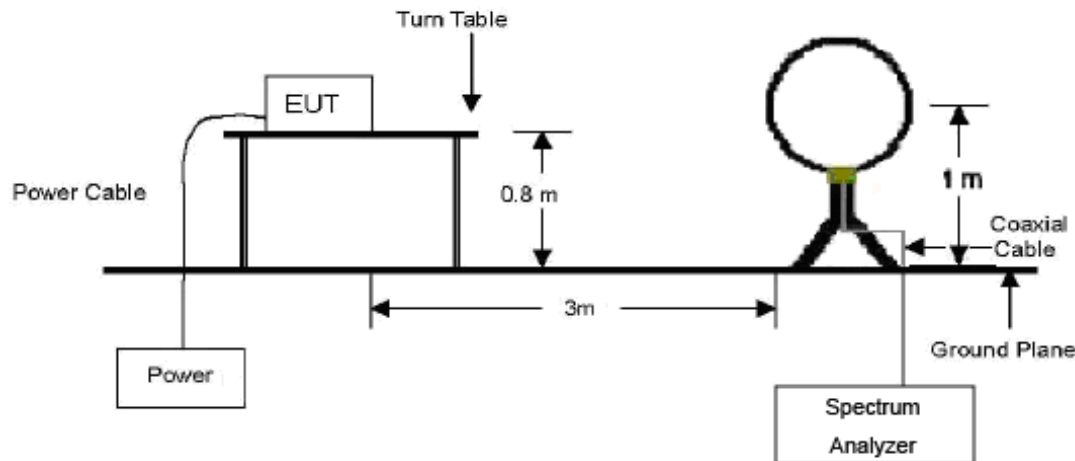 Turn Table
EUT
Power Cable
0.8 m
1 m
Coaxial
Cable
3m
Ground Plane
Power
Spectrum
Analyzer